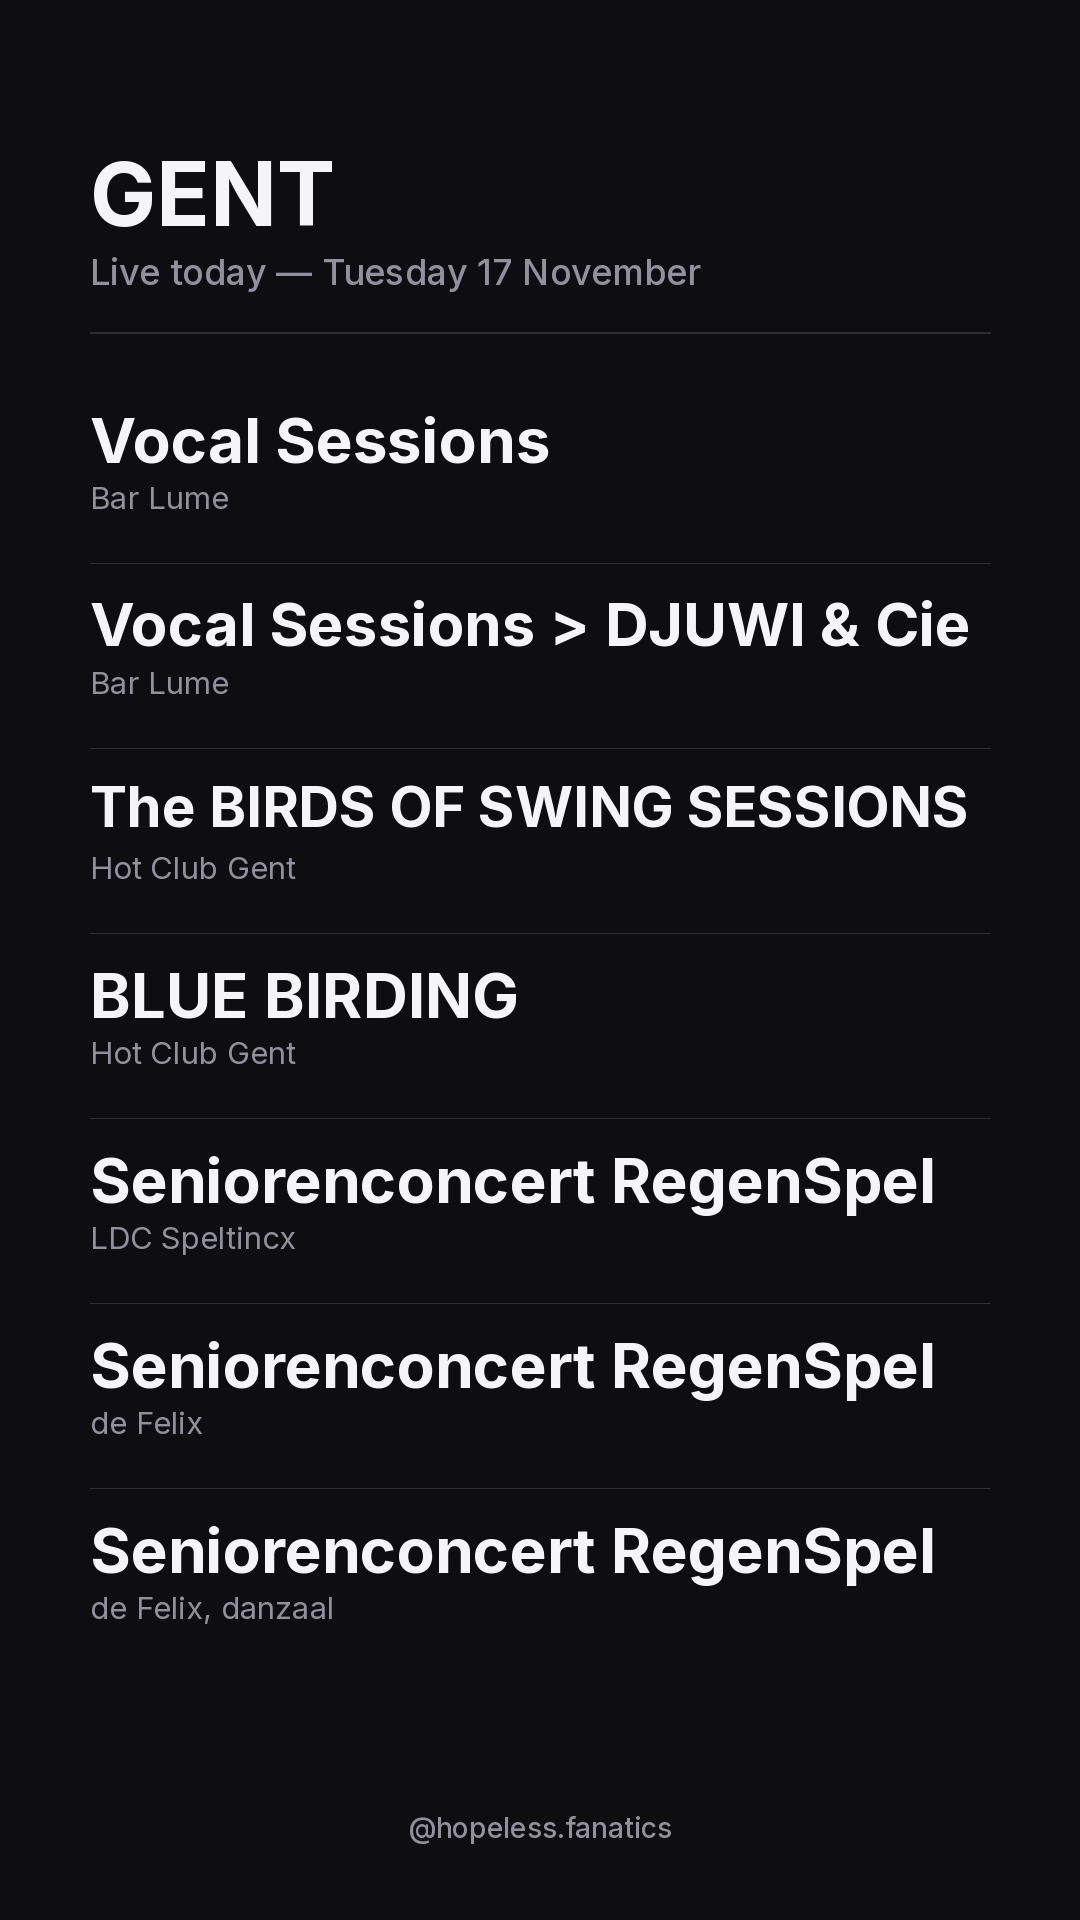 GENT
Live today — Tuesday 17 November
Vocal Sessions
Bar Lume
Vocal Sessions > DJUWI & Cie
Bar Lume
The BIRDS OF SWING SESSIONS
Hot Club Gent
BLUE BIRDING
Hot Club Gent
Seniorenconcert RegenSpel
LDC Speltincx
Seniorenconcert RegenSpel
de Felix
Seniorenconcert RegenSpel
de Felix, danzaal
@hopeless.fanatics